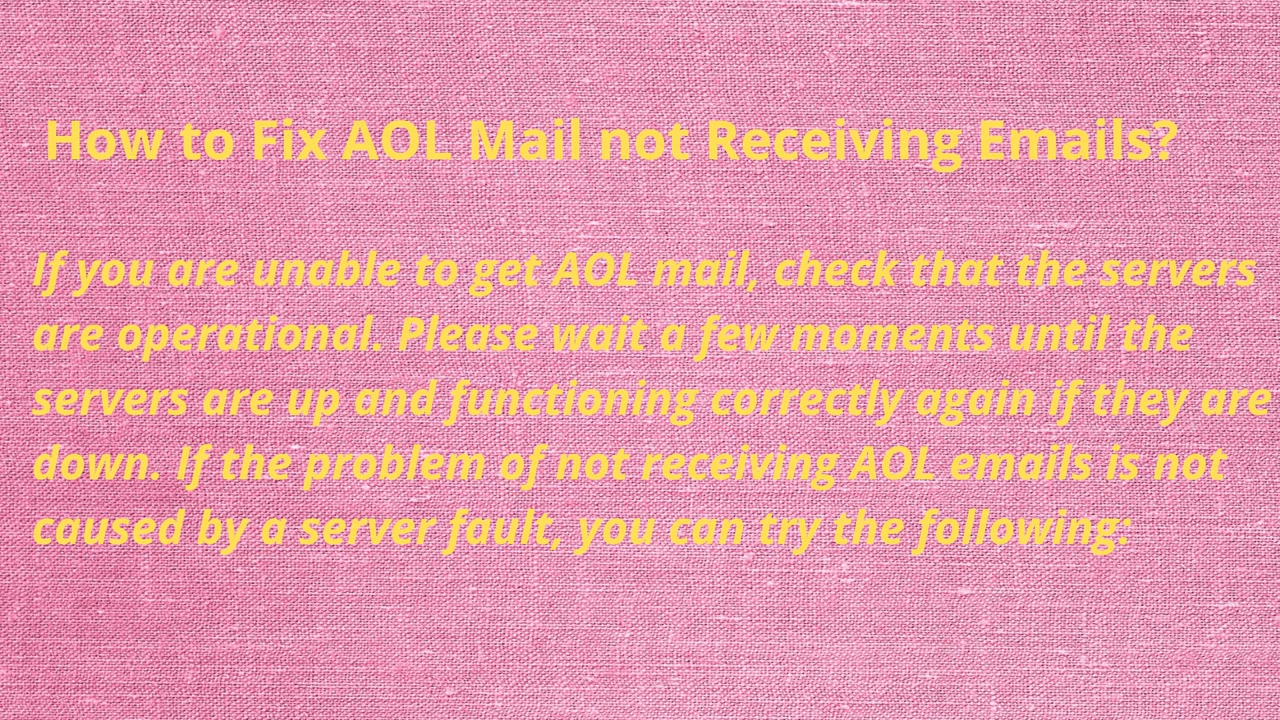 How to Fix AOL Mail not Receiving Emails?
If you are unable to get AOL mail, check that the servers
are operational. Please wait a few moments until the
servers are up and functioning correctly again if they are
down. If the problem of not receiving AOL emails is not
caused by a server fault, you can try the following: